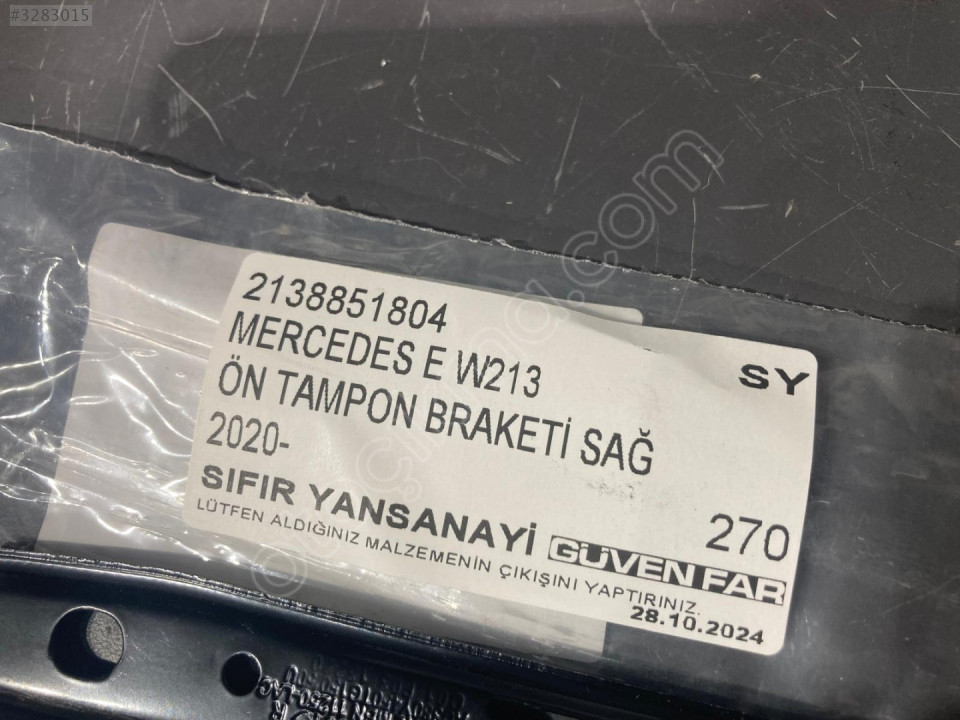 #3283015
2138851804
MERCEDES E W213
ÖN TAMPON BRAKETİ SAĞ
2020-
SY
SIFIR YANSANAYİ
270
GÜVEN FAR
LÜTFEN ALDIĞINIZ MALZEMENİN ÇIKIŞINI YAPTIRINIZ.
28.10.2024